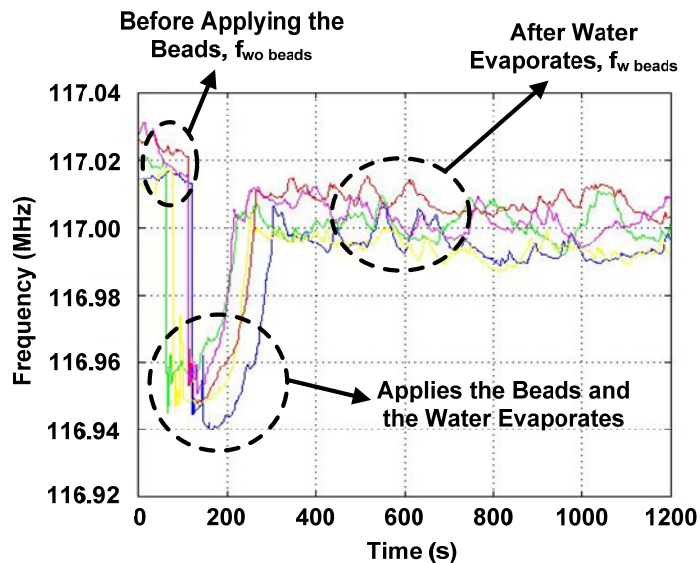 Before Applying the
Beads, fwo beads
After Water
Evaporates, fw beads
117.04
117.02
117.00
116.98
116.96
116.94
116.92
Frequency (MHz)
Applies the Beads and
the Water Evaporates
0 200 400 600 800 1000 1200
Time (s)